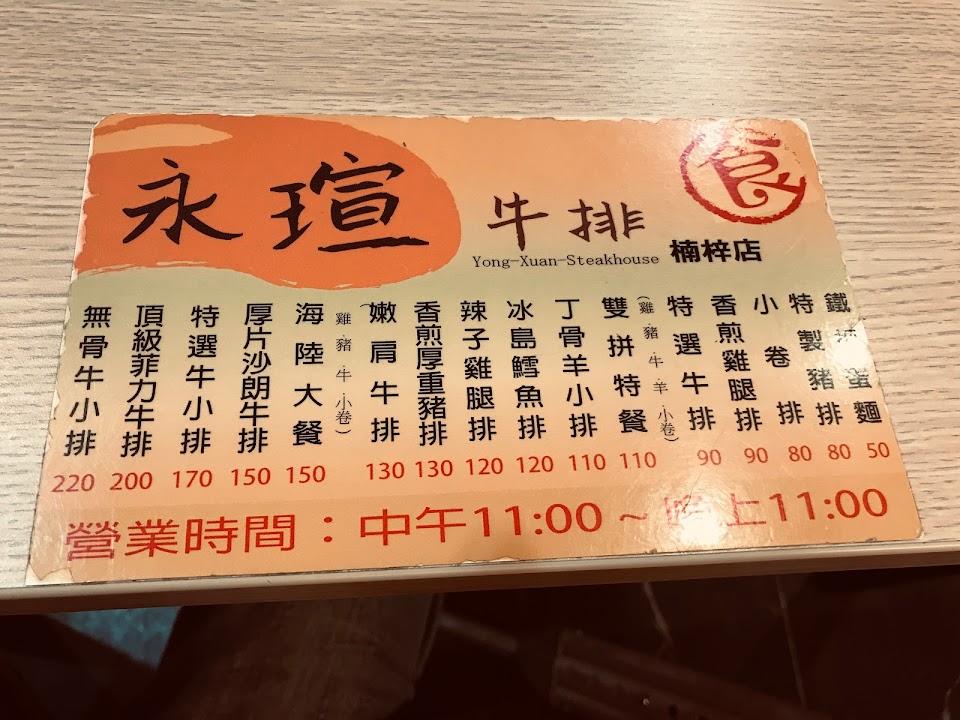 永瑄
牛排
食
Yong-Xuan-Steakhouse
楠梓店
無骨牛小排 220
頂級菲力牛排 200
特選牛小排 170
厚片沙朗牛排 150
海陸大餐 (雞豬·牛·小卷) 150
嫩肩牛排 130
香煎厚重豬排 130
辣子雞腿排 120
冰島鱈魚排 120
丁骨羊小排 110
雙拼特餐 (雞豬·牛羊·小卷) 110
特選牛排 90
香煎雞腿排 90
小卷排 80
特製豬排 80
鐵板蛋麵 50
營業時間：中午11:00 ~ 晚上11:00